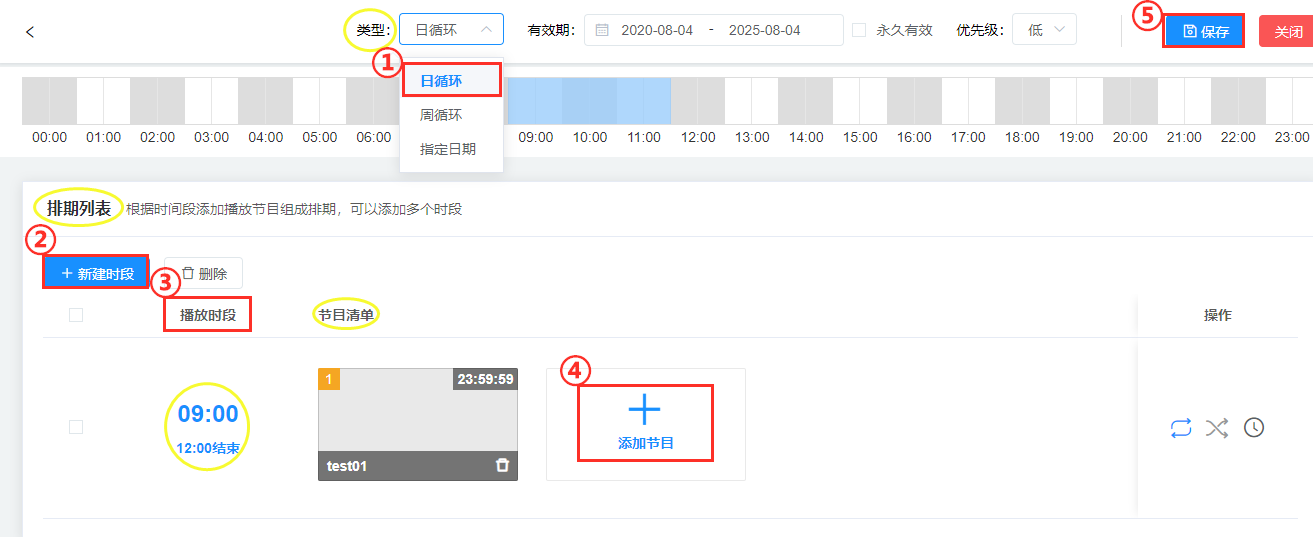 类型: 日循环 有效期: 2020-08-04 - 2025-08-04 永久有效 优先级: 低 ⑤ 保存 关闭
① 日循环
周循环
指定日期
00:00 01:00 02:00 03:00 04:00 05:00 06:00 09:00 10:00 11:00 12:00 13:00 14:00 15:00 16:00 17:00 18:00 19:00 20:00 21:00 22:00 23:00
排期列表 根据时间段添加播放节目组成排期，可以添加多个时段
② + 新建时段 ③ 删除
播放时段 节目清单 操作
1 23:59:59 ④
09:00
添加节目
12:00结束
test01